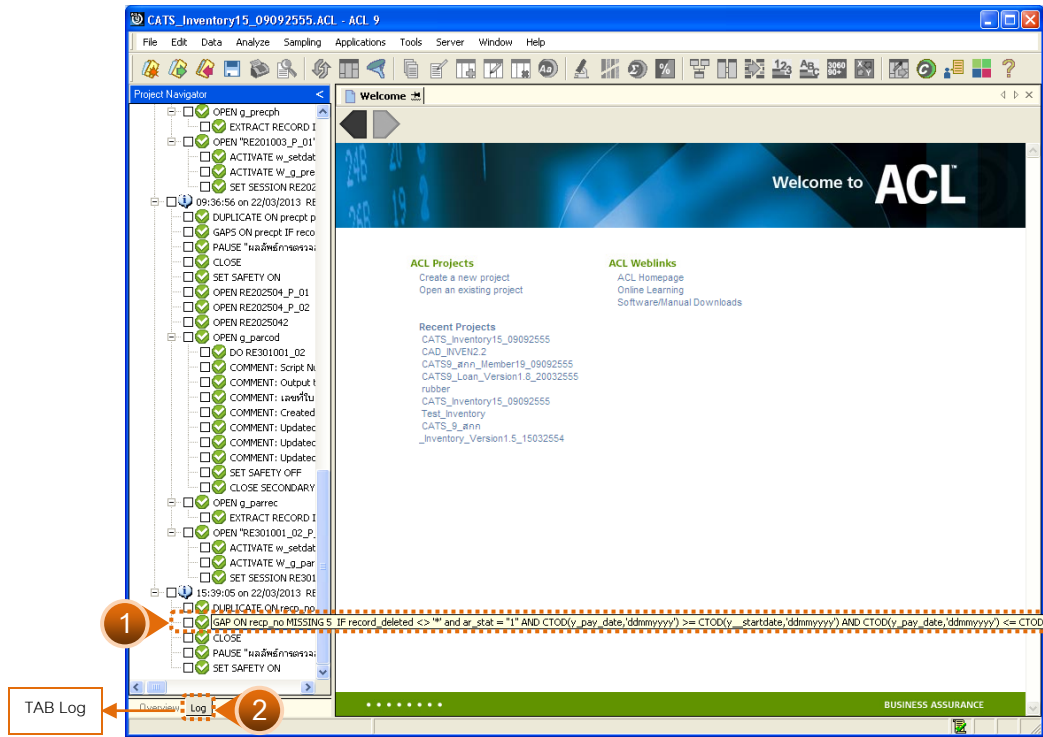 CATS_Inventory15_09092555.ACL - ACL 9
File Edit Data Analyze Sampling Applications Tools Server Window Help
Project Navigator <
OPEN g_precph
EXTRACT RECORD I
OPEN "RE201003_P_01"
ACTIVATE w_setdat
ACTIVATE W_g_pre
SET SESSION RE202
09:36:56 on 22/03/2013 RE
DUPLICATE ON precpt p
GAPS ON precpt IF reco
PAUSE "ผลลัพธ์การตรวจส
CLOSE
SET SAFETY ON
OPEN RE202504_P_01
OPEN RE202504_P_02
OPEN RE2025042
OPEN g_parcod
DO RE301001_02
COMMENT: Script Nu
COMMENT: Output t
COMMENT: เลขที่ใบ
COMMENT: Created
COMMENT: Updated
COMMENT: Updated
COMMENT: Updated
SET SAFETY OFF
CLOSE SECONDARY
OPEN g_parrec
EXTRACT RECORD I
OPEN "RE301001_02_P_
ACTIVATE w_setdat
ACTIVATE W_g_par
SET SESSION RE301
15:39:05 on 22/03/2013 RE
DUPLICATE ON recp_no
1
GAP ON recp_no MISSING 5 IF record_deleted <> '*' and ar_stat = "1" AND CTOD(y_pay_date,'ddmmyyyy') >= CTOD(y__startdate,'ddmmyyyy') AND CTOD(y_pay_date,'ddmmyyyy') <= CTOD
CLOSE
PAUSE "ผลลัพธ์การตรวจส
SET SAFETY ON
Overview Log
2
TAB Log
Welcome
Welcome to ACL™
ACL Projects
Create a new project
Open an existing project
Recent Projects
CATS_Inventory15_09092555
CAD_INVEN2.2
CATS9_สกก_Member19_09092555
CATS9_Loan_Version1.8_20032555
rubber
CATS_Inventory15_09092555
Test_Inventory
CATS_9_สกก
_Inventory_Version1.5_15032554
ACL Weblinks
ACL Homepage
Online Learning
Software/Manual Downloads
BUSINESS ASSURANCE